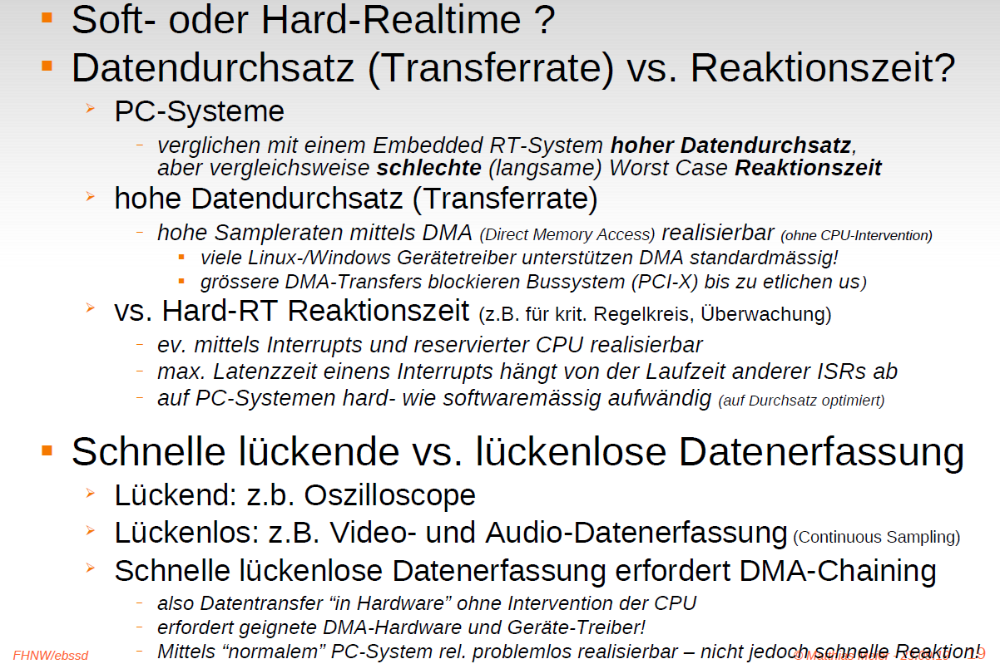 Soft- oder Hard-Realtime ?
Datendurchsatz (Transferrate) vs. Reaktionszeit?
PC-Systeme
verglichen mit einem Embedded RT-System hoher Datendurchsatz,
aber vergleichsweise schlechte (langsame) Worst Case Reaktionszeit
hohe Datendurchsatz (Transferrate)
hohe Sampleraten mittels DMA (Direct Memory Access) realisierbar (ohne CPU-Intervention)
viele Linux-/Windows Gerätetreiber unterstützen DMA standardmässig!
grössere DMA-Transfers blockieren Bussystem (PCI-X) bis zu etlichen us)
vs. Hard-RT Reaktionszeit (z.B. für krit. Regelkreis, Überwachung)
ev. mittels Interrupts und reservierter CPU realisierbar
max. Latenzzeit einens Interrupts hängt von der Laufzeit anderer ISRs ab
auf PC-Systemen hard- wie softwaremässig aufwändig (auf Durchsatz optimiert)
Schnelle lückende vs. lückenlose Datenerfassung
Lückend: z.b. Oszilloscope
Lückenlos: z.B. Video- und Audio-Datenerfassung (Continuous Sampling)
Schnelle lückenlose Datenerfassung erfordert DMA-Chaining
also Datentransfer “in Hardware” ohne Intervention der CPU
erfordert geignete DMA-Hardware und Geräte-Treiber!
Mittels “normalem” PC-System rel. problemlos realisierbar – nicht jedoch schnelle Reaktion!
FHNW/ebssd
© Matthias Meier 19